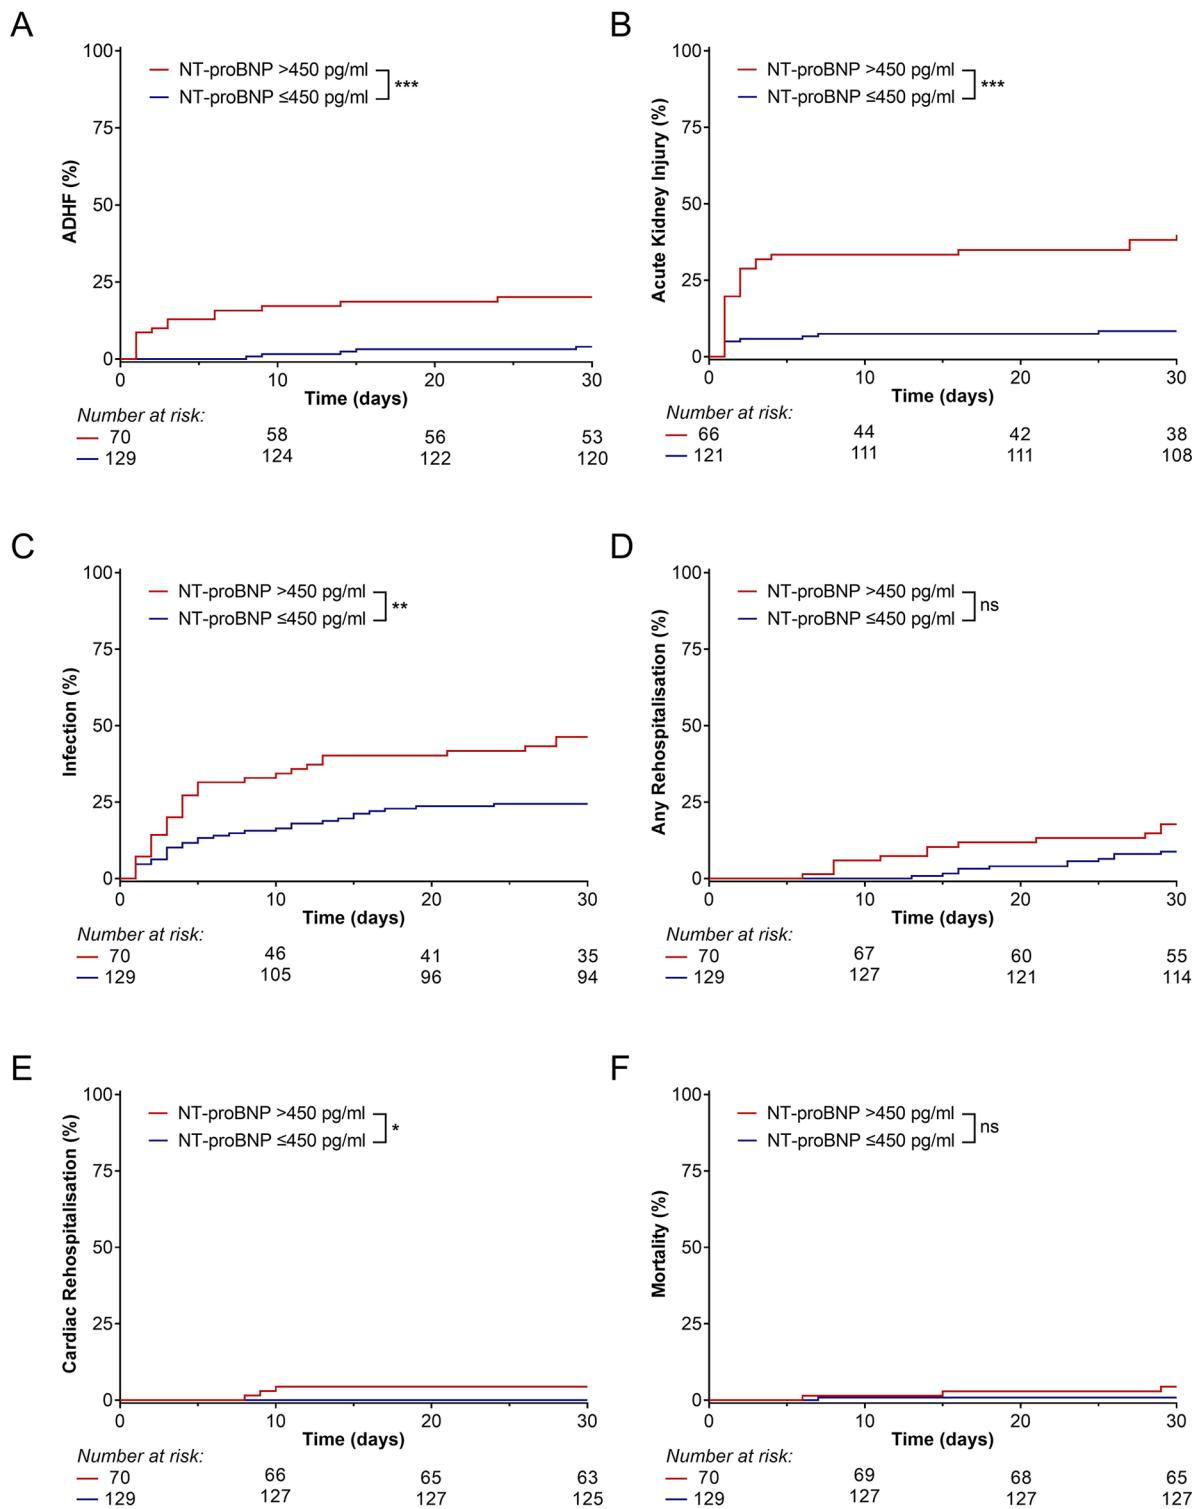 A
100
75
50
25
0
ADHF (%)
NT-proBNP >450 pg/ml
NT-proBNP ≤450 pg/ml
***
0 10 20 30
Time (days)
Number at risk:
70 58 56 53
129 124 122 120
B
100
75
50
25
0
Acute Kidney Injury (%)
NT-proBNP >450 pg/ml
NT-proBNP ≤450 pg/ml
***
0 10 20 30
Time (days)
Number at risk:
66 44 42 38
121 111 111 108
C
100
75
50
25
0
Infection (%)
NT-proBNP >450 pg/ml
NT-proBNP ≤450 pg/ml
**
0 10 20 30
Time (days)
Number at risk:
70 46 41 35
129 105 96 94
D
100
75
50
25
0
Any Rehospitalisation (%)
NT-proBNP >450 pg/ml
NT-proBNP ≤450 pg/ml
ns
0 10 20 30
Time (days)
Number at risk:
70 67 60 55
129 127 121 114
E
100
75
50
25
0
Cardiac Rehospitalisation (%)
NT-proBNP >450 pg/ml
NT-proBNP ≤450 pg/ml
*
0 10 20 30
Time (days)
Number at risk:
70 66 65 63
129 127 127 125
F
100
75
50
25
0
Mortality (%)
NT-proBNP >450 pg/ml
NT-proBNP ≤450 pg/ml
ns
0 10 20 30
Time (days)
Number at risk:
70 69 68 65
129 127 127 127